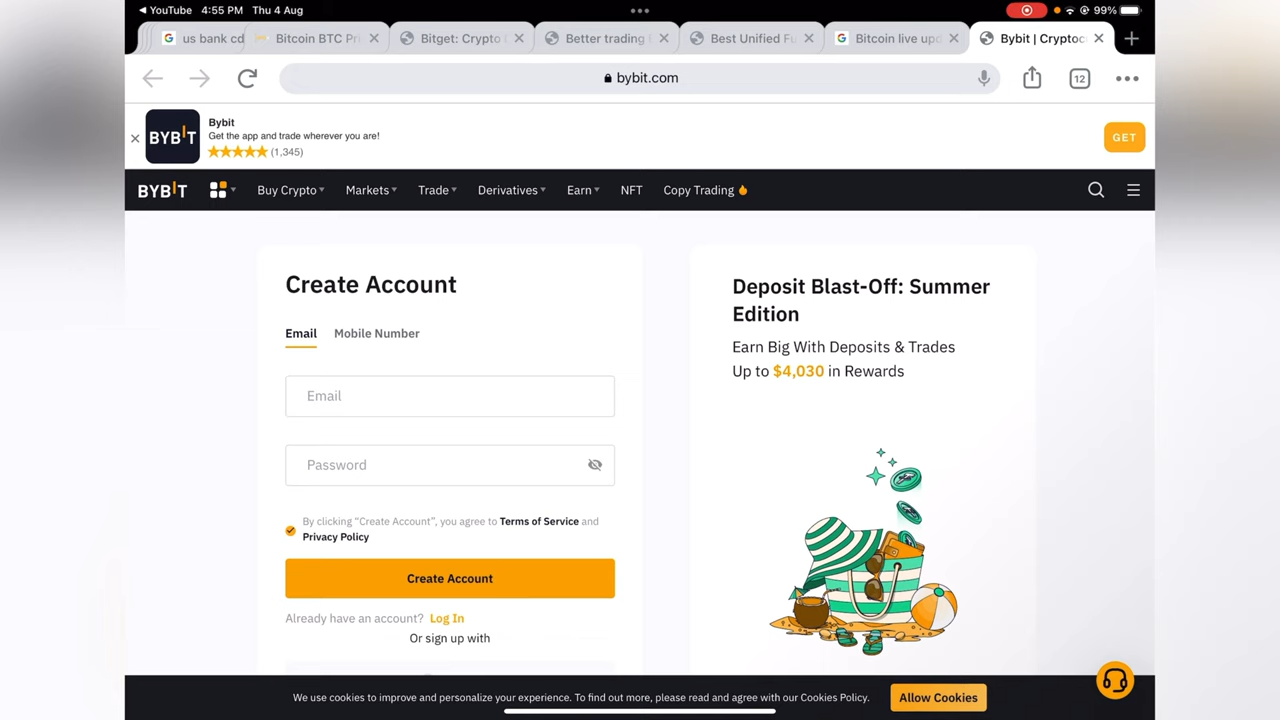 YouTube 4:55 PM Thu 4 Aug 99%
us bank cd Bitcoin BTC Pri Bitget: Crypto Better trading Best Unified Fu Bitcoin live upd Bybit | Cryptoc
bybit.com 12
Bybit
BYBIT Get the app and trade wherever you are! GET
(1,345)
BYBIT Buy Crypto Markets Trade Derivatives Earn NFT Copy Trading
Create Account
Email Mobile Number
Email
Password
By clicking “Create Account”, you agree to Terms of Service and
Privacy Policy
Create Account
Already have an account? Log In
Or sign up with
Deposit Blast-Off: Summer
Edition
Earn Big With Deposits & Trades
Up to $4,030 in Rewards
We use cookies to improve and personalize your experience. To find out more, please read and agree with our Cookies Policy. Allow Cookies